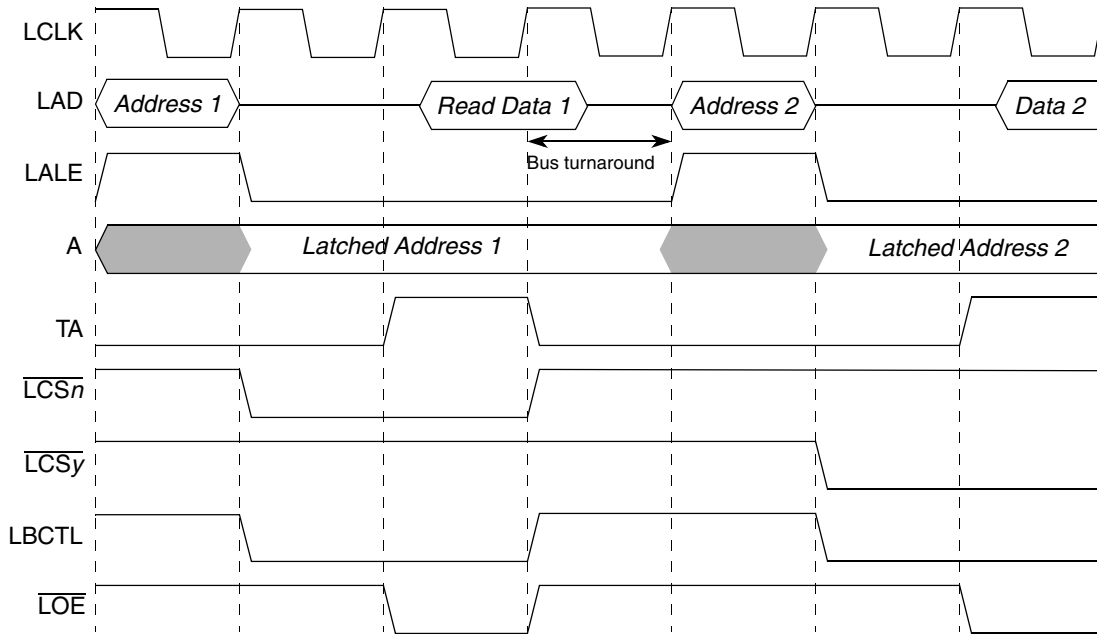 LCLK
LAD Address 1 Read Data 1 Address 2 Data 2
Bus turnaround
LALE
A Latched Address 1 Latched Address 2
TA
LCSn
LCSy
LBCTL
LOE